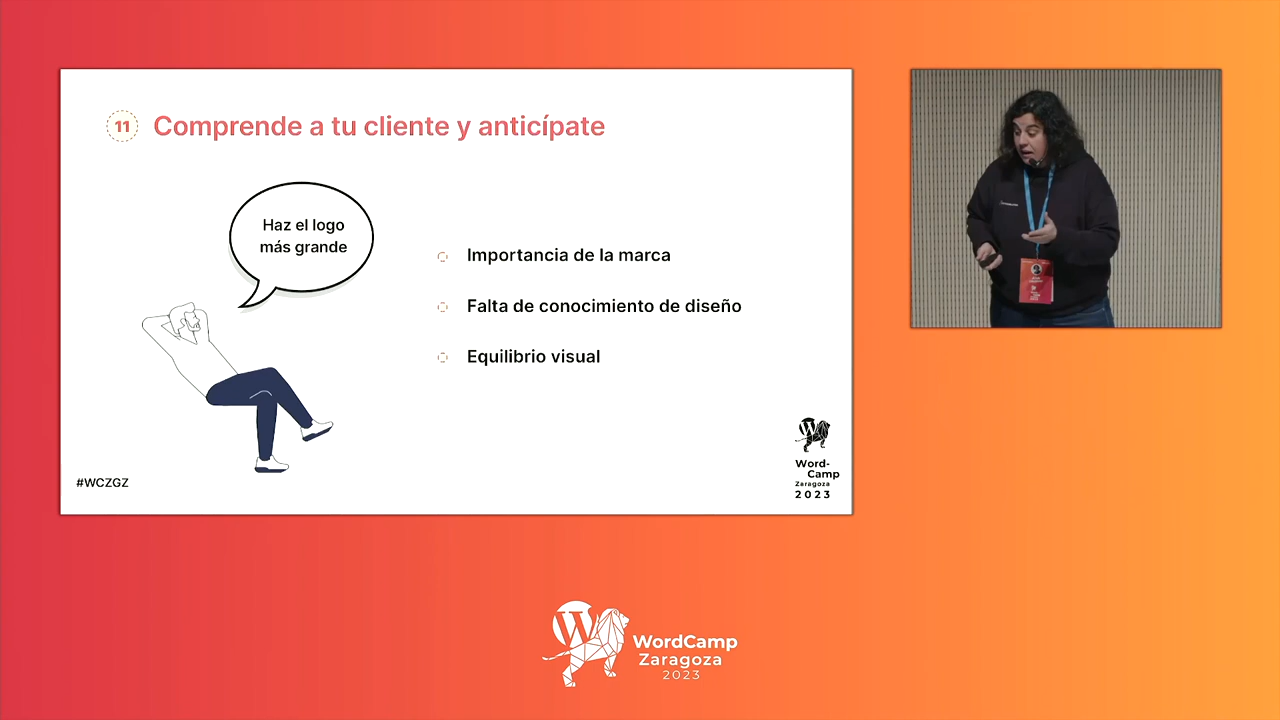 11 Comprende a tu cliente y anticípate
Haz el logo
más grande
Importancia de la marca
Falta de conocimiento de diseño
Equilibrio visual
#WCZGZ
Word-
Camp
Zaragoza
2023
WordCamp
Zaragoza
2023